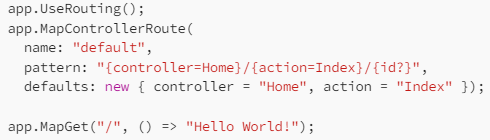 app.UseRouting();
app.MapControllerRoute(
  name: "default",
  pattern: "{controller=Home}/{action=Index}/{id?}",
  defaults: new { controller = "Home", action = "Index" });

app.MapGet("/", () => "Hello World!");